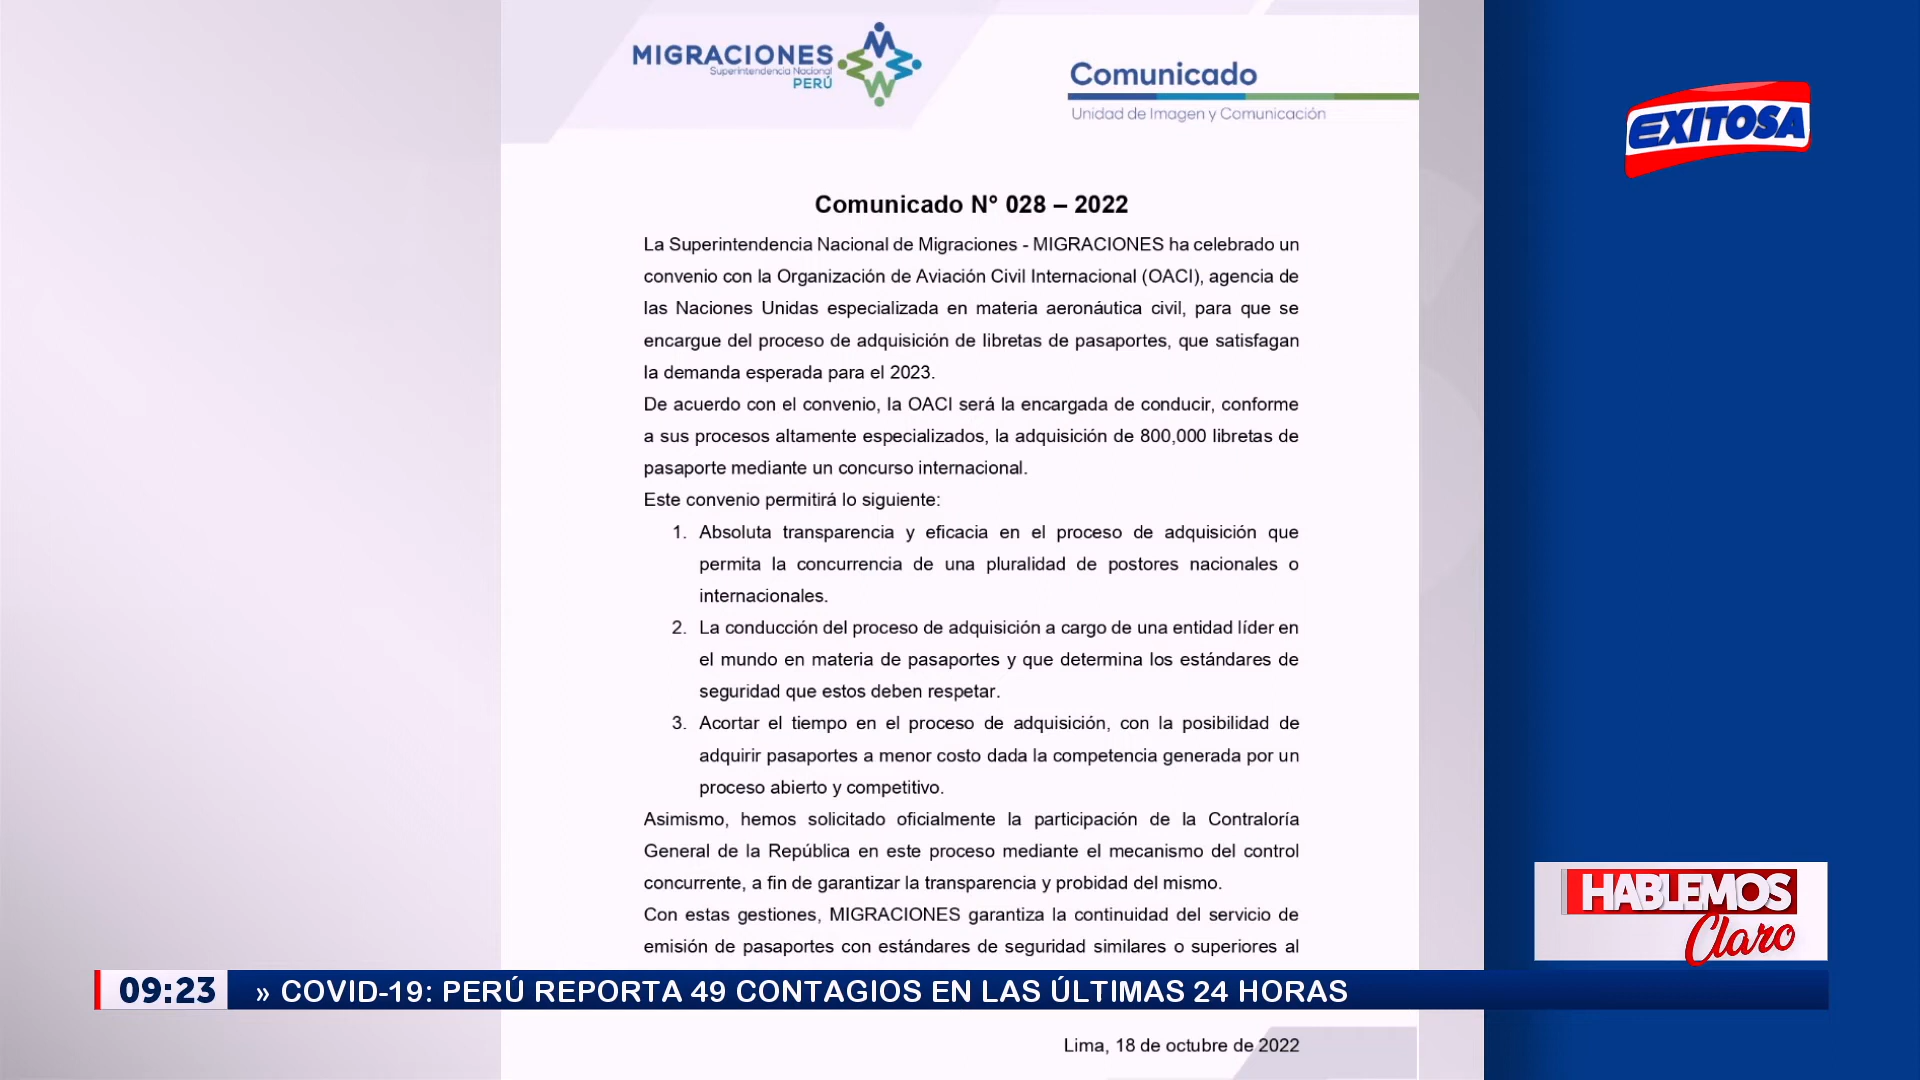 MIGRACIONES
Superintendencia Nacional
PERÚ
Comunicado
Unidad de Imagen y Comunicación
EXITOSA
Comunicado N° 028 – 2022
La Superintendencia Nacional de Migraciones - MIGRACIONES ha celebrado un
convenio con la Organización de Aviación Civil Internacional (OACI), agencia de
las Naciones Unidas especializada en materia aeronáutica civil, para que se
encargue del proceso de adquisición de libretas de pasaportes, que satisfagan
la demanda esperada para el 2023.
De acuerdo con el convenio, la OACI será la encargada de conducir, conforme
a sus procesos altamente especializados, la adquisición de 800,000 libretas de
pasaporte mediante un concurso internacional.
Este convenio permitirá lo siguiente:
1. Absoluta transparencia y eficacia en el proceso de adquisición que
permita la concurrencia de una pluralidad de postores nacionales o
internacionales.
2. La conducción del proceso de adquisición a cargo de una entidad líder en
el mundo en materia de pasaportes y que determina los estándares de
seguridad que estos deben respetar.
3. Acortar el tiempo en el proceso de adquisición, con la posibilidad de
adquirir pasaportes a menor costo dada la competencia generada por un
proceso abierto y competitivo.
Asimismo, hemos solicitado oficialmente la participación de la Contraloría
General de la República en este proceso mediante el mecanismo del control
concurrente, a fin de garantizar la transparencia y probidad del mismo.
Con estas gestiones, MIGRACIONES garantiza la continuidad del servicio de
emisión de pasaportes con estándares de seguridad similares o superiores al
HABLEMOS
Claro
09:23
» COVID-19: PERÚ REPORTA 49 CONTAGIOS EN LAS ÚLTIMAS 24 HORAS
Lima, 18 de octubre de 2022